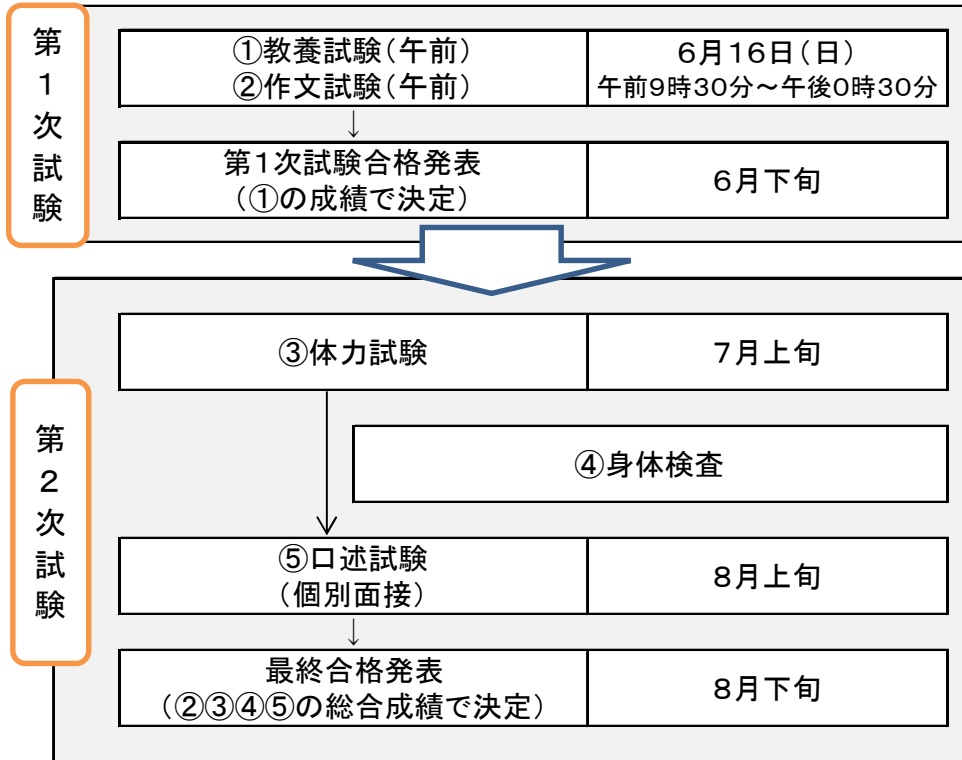 第1次試験
①教養試験(午前)
②作文試験(午前)
6月16日(日)
午前9時30分～午後0時30分
↓
第1次試験合格発表
(①の成績で決定)
6月下旬
第2次試験
③体力試験
7月上旬
④身体検査
⑤口述試験
(個別面接)
8月上旬
↓
最終合格発表
(②③④⑤の総合成績で決定)
8月下旬